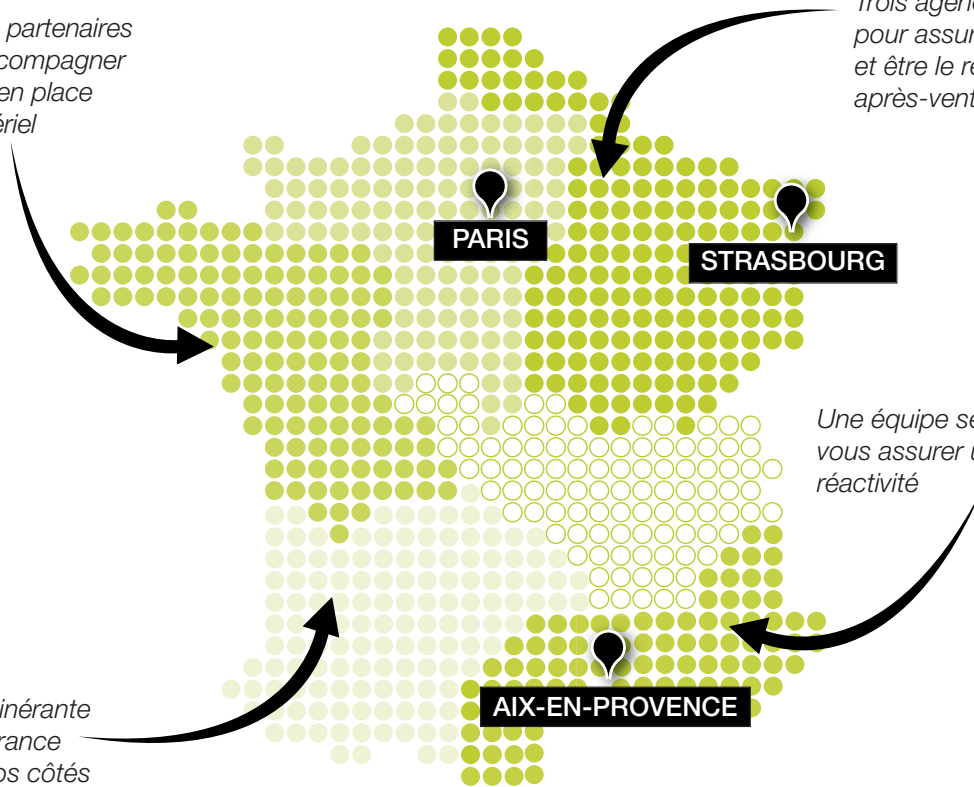 partenaires
compagner
en place
ériel
Trois agen
pour assur
et être le re
après-vent
PARIS
STRASBOURG
Une équipe se
vous assurer u
réactivité
AIX-EN-PROVENCE
inérante
rance
os côtés